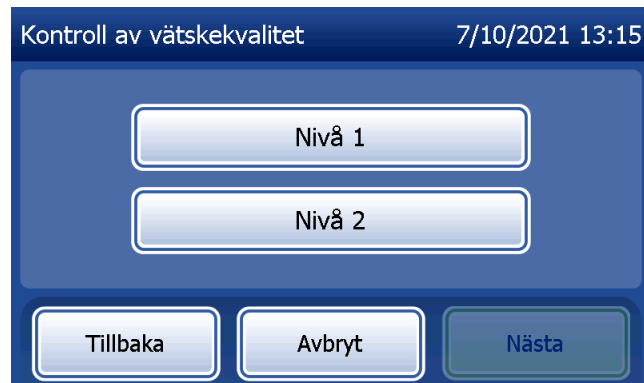 Kontroll av vätskekvalitet 7/10/2021 13:15
Nivå 1
Nivå 2
Tillbaka Avbryt Nästa